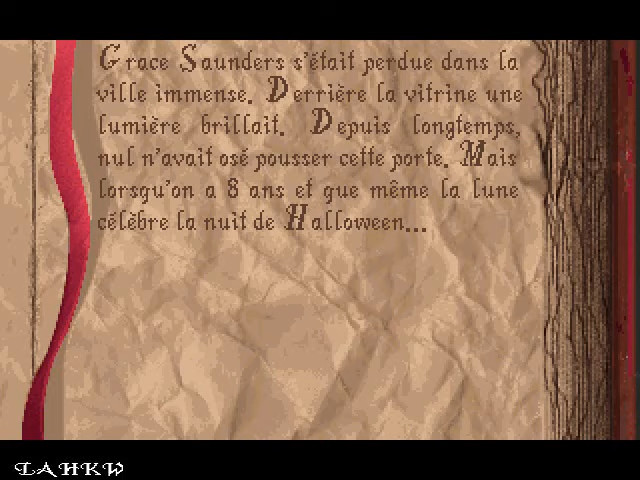 Grace Saunders s'était perdue dans la
ville immense. Derrière la vitrine une
lumière brillait. Depuis longtemps,
nul n'avait osé pousser cette porte. Mais
lorsqu'on a 8 ans et que même la lune
célèbre la nuit de Halloween...